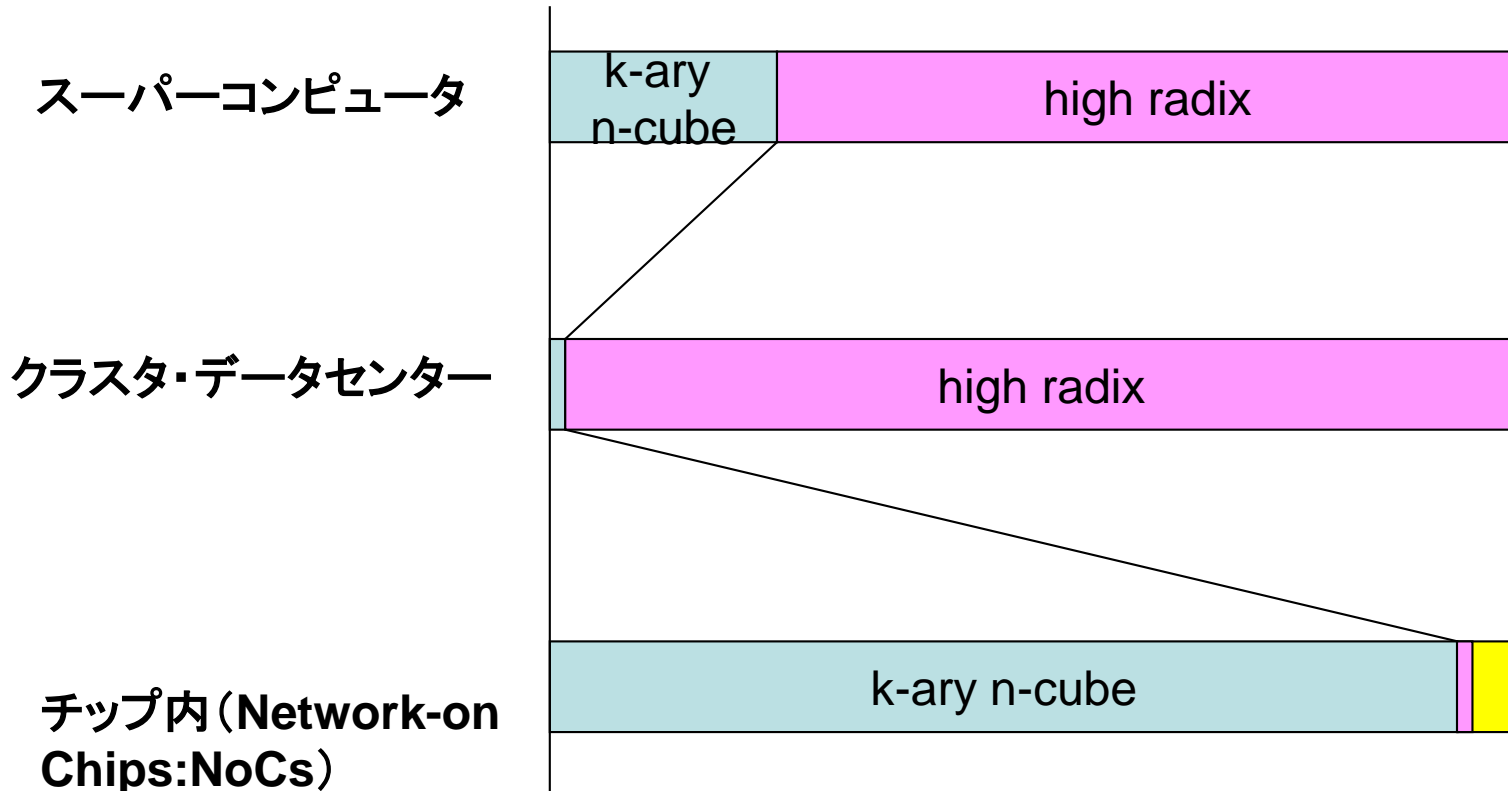 スーパーコンピュータ
k-ary
n-cube
high radix
クラスタ・データセンター
high radix
チップ内（Network-on
Chips:NoCs）
k-ary n-cube